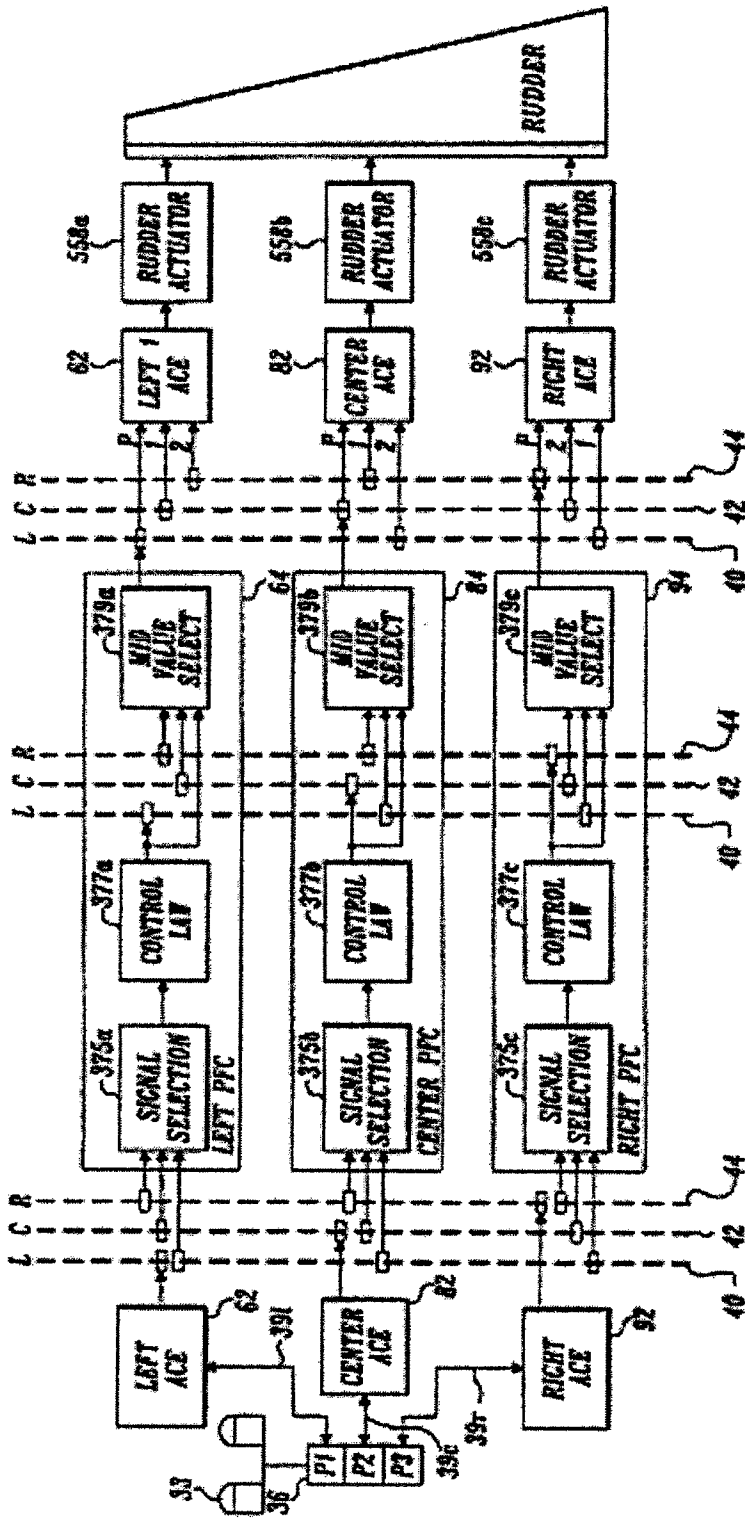 33
36
P1
P2
P3
39l
39c
39r
LEFT ACE
62
CENTER ACE
82
RIGHT ACE
92
L C R
40
42
44
375a
SIGNAL
SELECTION
377a
CONTROL
LAW
379a
MID
VALUE
SELECT
LEFT PFC
64
375b
SIGNAL
SELECTION
377b
CONTROL
LAW
379b
MID
VALUE
SELECT
CENTER PFC
84
375c
SIGNAL
SELECTION
377c
CONTROL
LAW
379c
MID
VALUE
SELECT
RIGHT PFC
94
L C R
40
42
44
L C R
40
42
44
P
1
2
62
LEFT 1
ACE
558a
RUDDER
ACTUATOR
P
1
2
82
CENTER
ACE
558b
RUDDER
ACTUATOR
P
2
1
92
RIGHT
ACE
558c
RUDDER
ACTUATOR
RUDDER